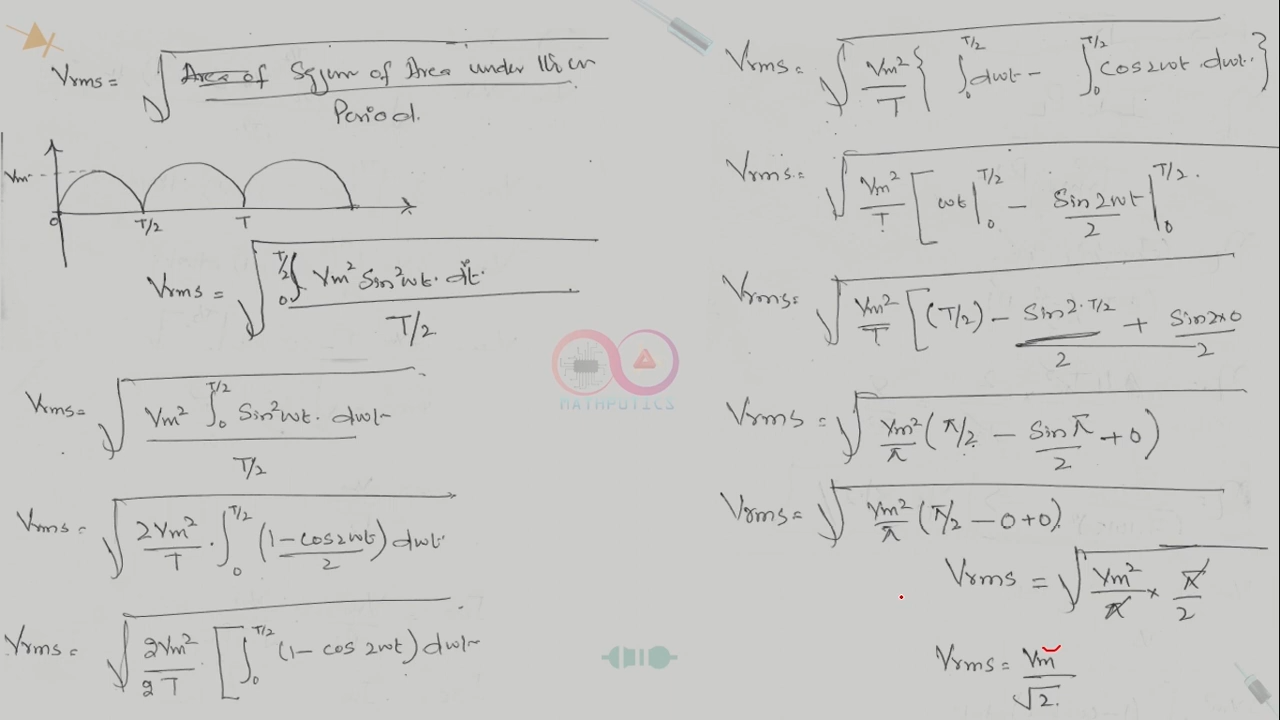 Vrms = √ Area of Sqjum of Area under the cur
Period.
Vm
0 T/2 T
Vrms = √ ∫₀^T/2 Vm² Sin²wt. dt.
T/2
Vrms = √ Vm² ∫₀^T/2 Sin²wt. dwt
T/2
Vrms = √ 2Vm²/T . ∫₀^T/2 (1-cos2wt/2) dwt
Vrms = √ 2Vm²/2T [∫₀^T/2 (1-cos 2wt) dwt
Vrms = √ Vm²/T { ∫₀^T/2 dwt - ∫₀^T/2 cos2wt.dwt. }
Vrms = √ Vm²/T [ wt |₀^T/2 - Sin2wt/2 |₀^T/2.
Vrms = √ Vm²/T [ (T/2) - Sin2.T/2 / 2 + Sin2x0/2
Vrms = √ Vm²/π (π/2 - Sinπ/2 + 0)
Vrms = √ Vm²/π (π/2 - 0 + 0)
Vrms = √ Vm²/π x π/2
Vrms = Vm/√2.
MATHPOTICS